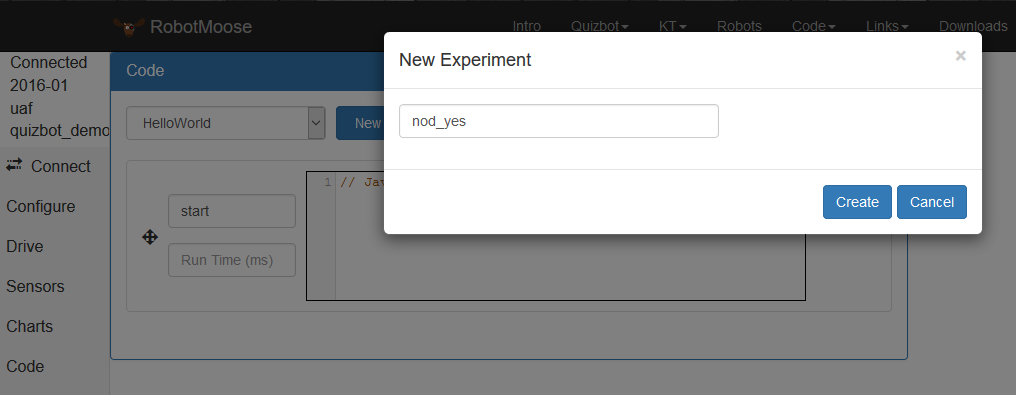 RobotMoose
Intro Quizbot KT Robots Code Links Downloads
Connected
2016-01
uaf
quizbot_demo
Connect
Configure
Drive
Sensors
Charts
Code
Code
HelloWorld
New
start
Run Time (ms)
1 // Jav
New Experiment
×
nod_yes
Create Cancel